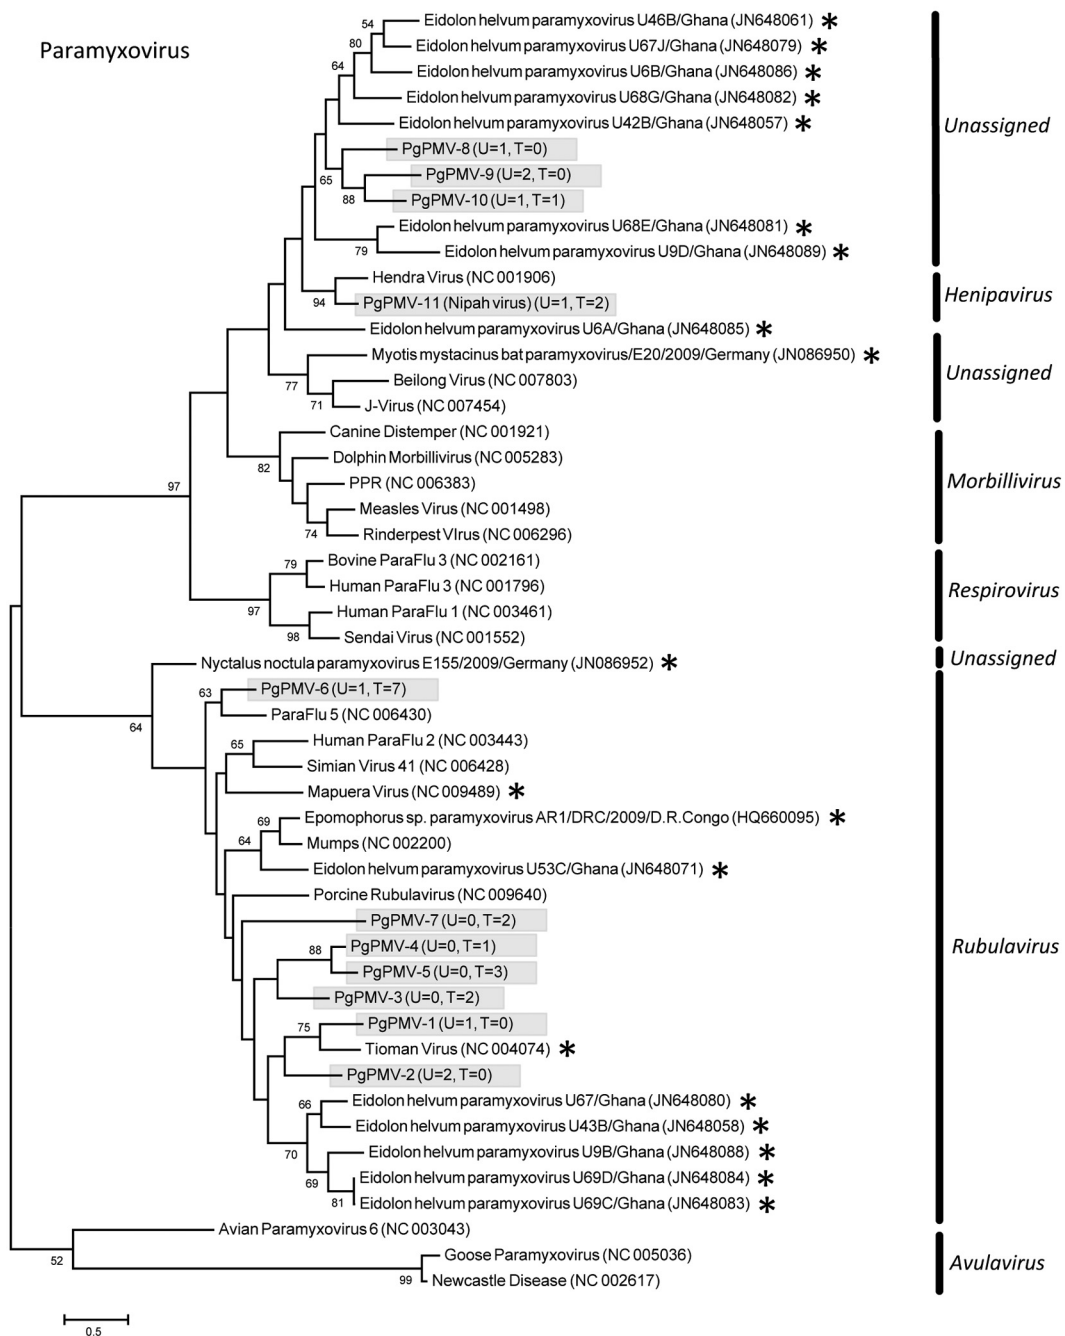 Paramyxovirus
54
Eidolon helvum paramyxovirus U46B/Ghana (JN648061) *
80
Eidolon helvum paramyxovirus U67J/Ghana (JN648079) *
64
Eidolon helvum paramyxovirus U6B/Ghana (JN648086) *
Eidolon helvum paramyxovirus U68G/Ghana (JN648082) *
Eidolon helvum paramyxovirus U42B/Ghana (JN648057) *
Unassigned
PgPMV-8 (U=1, T=0)
65
PgPMV-9 (U=2, T=0)
88
PgPMV-10 (U=1, T=1)
Eidolon helvum paramyxovirus U68E/Ghana (JN648081) *
79
Eidolon helvum paramyxovirus U9D/Ghana (JN648089) *
Hendra Virus (NC 001906)
Henipavirus
94
PgPMV-11 (Nipah virus) (U=1, T=2)
Eidolon helvum paramyxovirus U6A/Ghana (JN648085) *
Myotis mystacinus bat paramyxovirus/E20/2009/Germany (JN086950) *
Unassigned
77
Beilong Virus (NC 007803)
71
J-Virus (NC 007454)
Canine Distemper (NC 001921)
82
Dolphin Morbillivirus (NC 005283)
97
PPR (NC 006383)
Morbillivirus
Measles Virus (NC 001498)
74
Rinderpest VIrus (NC 006296)
79
Bovine ParaFlu 3 (NC 002161)
Human ParaFlu 3 (NC 001796)
Respirovirus
97
Human ParaFlu 1 (NC 003461)
98
Sendai Virus (NC 001552)
Nyctalus noctula paramyxovirus E155/2009/Germany (JN086952) *
Unassigned
63
PgPMV-6 (U=1, T=7)
64
ParaFlu 5 (NC 006430)
65
Human ParaFlu 2 (NC 003443)
Simian Virus 41 (NC 006428)
Mapuera Virus (NC 009489) *
69
Epomophorus sp. paramyxovirus AR1/DRC/2009/D.R.Congo (HQ660095) *
64
Mumps (NC 002200)
Eidolon helvum paramyxovirus U53C/Ghana (JN648071) *
Porcine Rubulavirus (NC 009640)
PgPMV-7 (U=0, T=2)
88
PgPMV-4 (U=0, T=1)
Rubulavirus
PgPMV-5 (U=0, T=3)
PgPMV-3 (U=0, T=2)
75
PgPMV-1 (U=1, T=0)
Tioman Virus (NC 004074) *
PgPMV-2 (U=2, T=0)
66
Eidolon helvum paramyxovirus U67/Ghana (JN648080) *
Eidolon helvum paramyxovirus U43B/Ghana (JN648058) *
70
Eidolon helvum paramyxovirus U9B/Ghana (JN648088) *
69
Eidolon helvum paramyxovirus U69D/Ghana (JN648084) *
81
Eidolon helvum paramyxovirus U69C/Ghana (JN648083) *
Avian Paramyxovirus 6 (NC 003043)
52
Goose Paramyxovirus (NC 005036)
Avulavirus
99
Newcastle Disease (NC 002617)
0.5